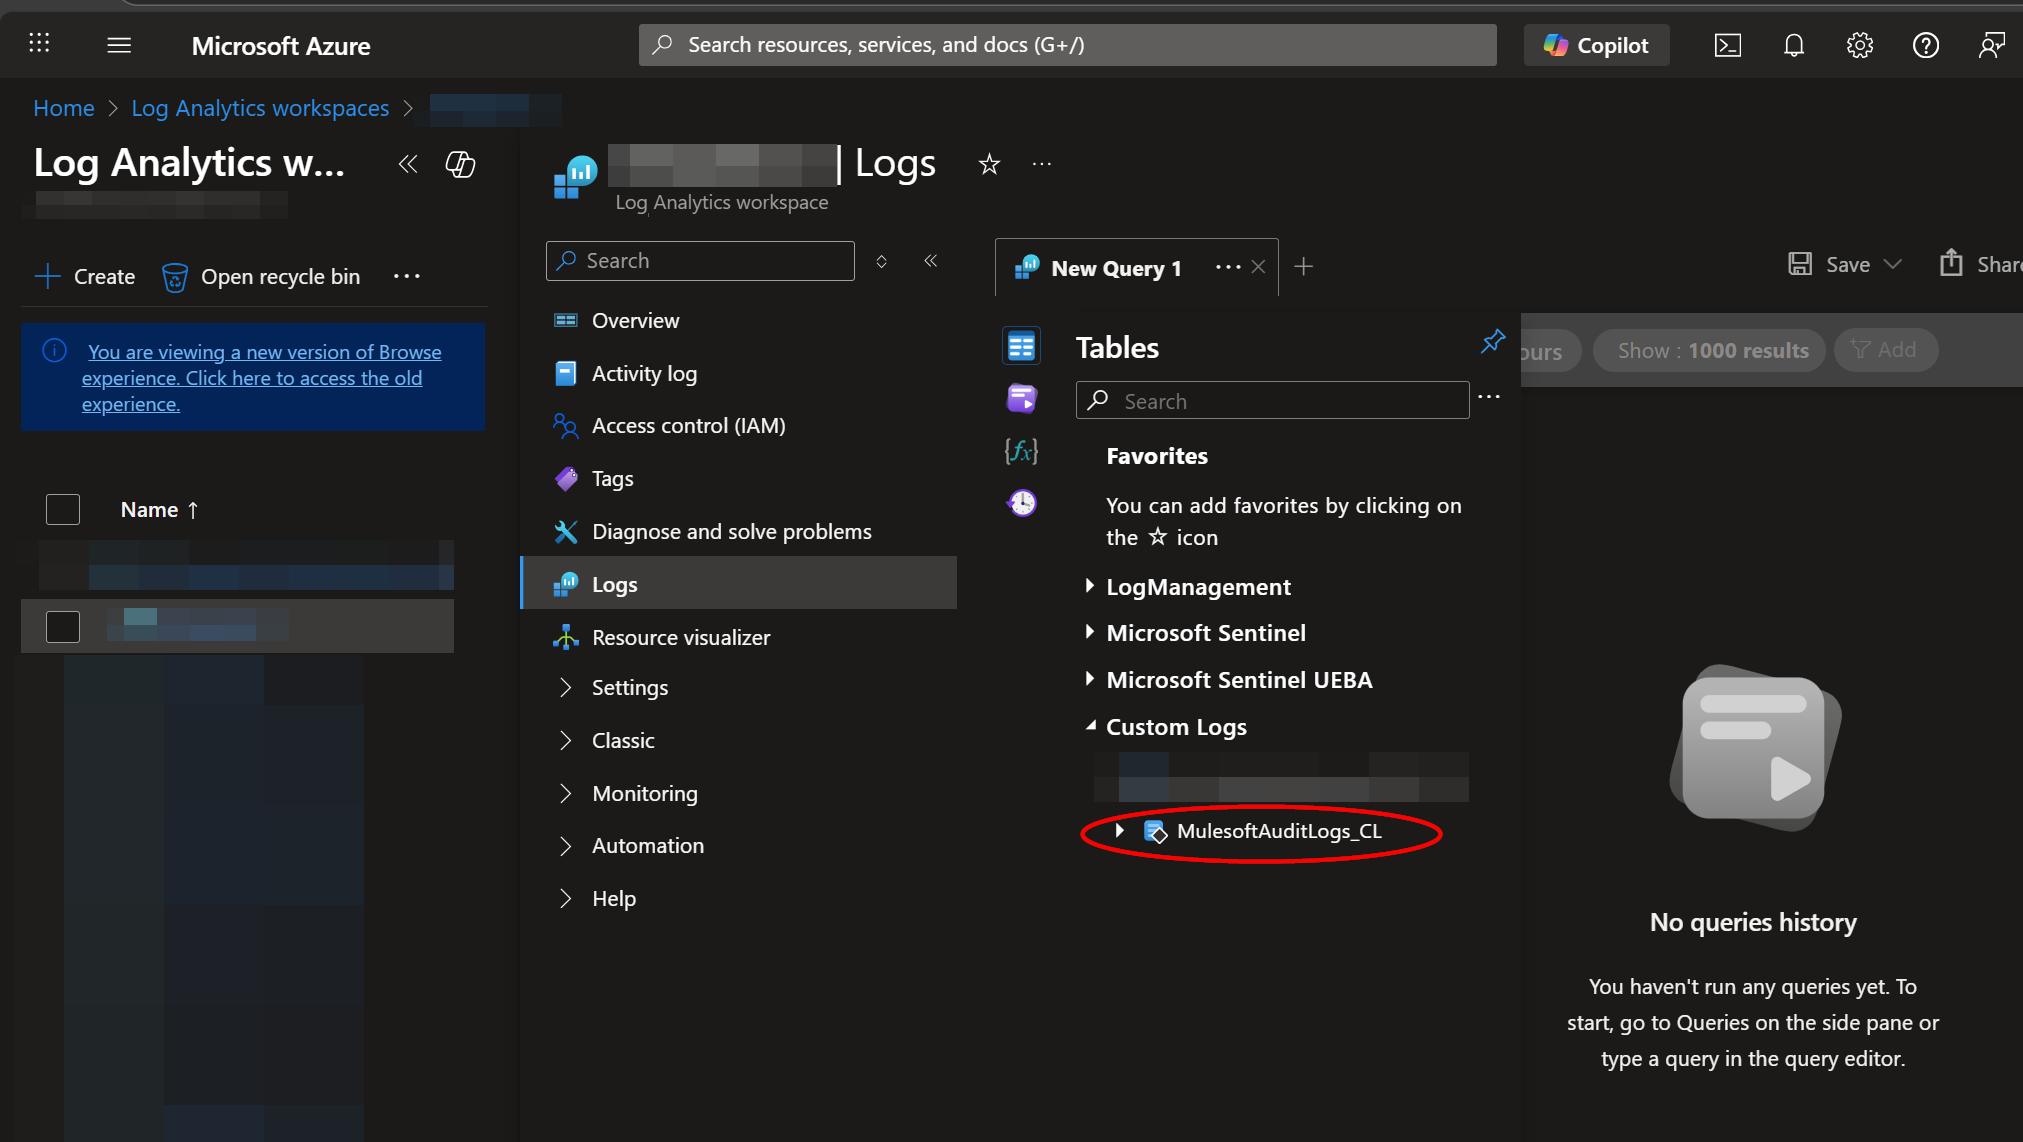 Microsoft Azure
Search resources, services, and docs (G+/)
Copilot
Home > Log Analytics workspaces >
Log Analytics w...
| Logs
Log Analytics workspace
Create
Open recycle bin
You are viewing a new version of Browse
experience. Click here to access the old
experience.
Name ↑
Search
Overview
Activity log
Access control (IAM)
Tags
Diagnose and solve problems
Logs
Resource visualizer
Settings
Classic
Monitoring
Automation
Help
New Query 1
Save
Share
Tables
Search
Favorites
You can add favorites by clicking on
the ☆ icon
LogManagement
Microsoft Sentinel
Microsoft Sentinel UEBA
Custom Logs
MulesoftAuditLogs_CL
ours
Show : 1000 results
Add
No queries history
You haven't run any queries yet. To
start, go to Queries on the side pane or
type a query in the query editor.